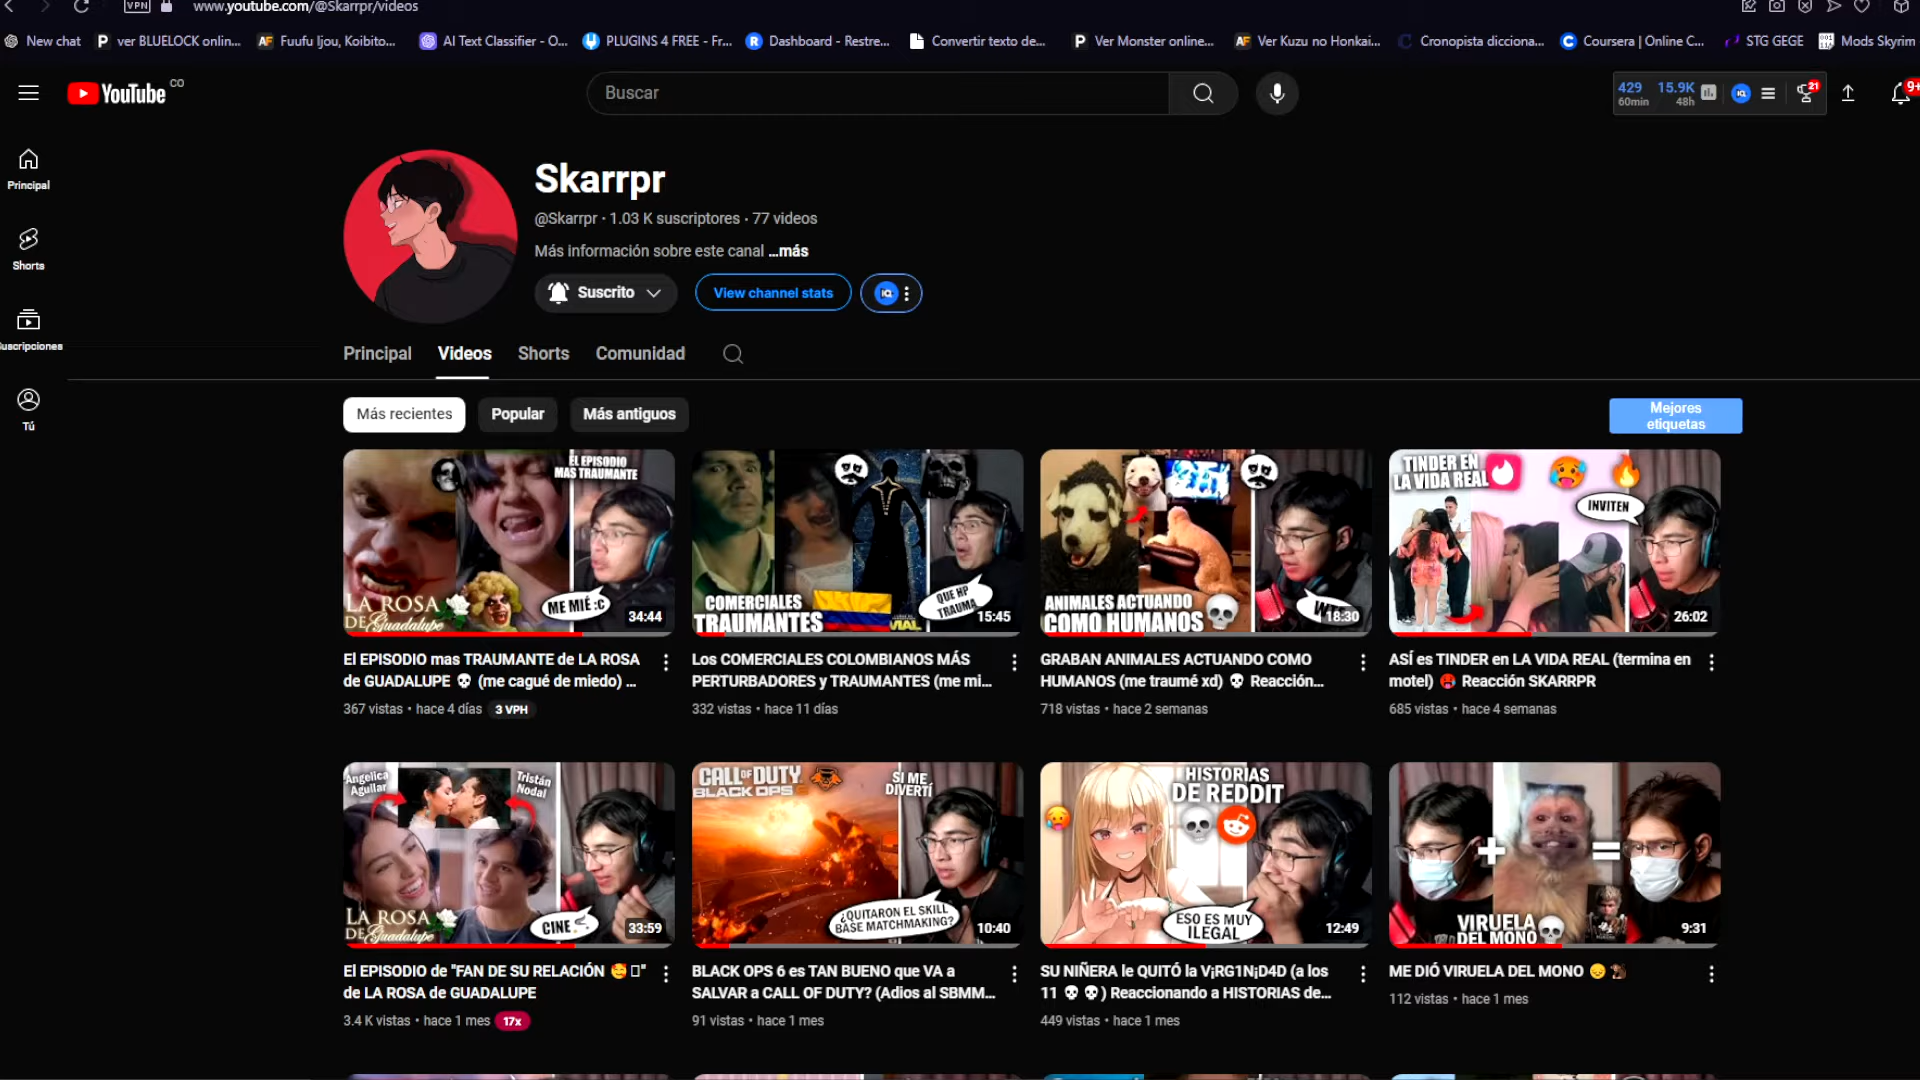 VPN
www.youtube.com/@Skarrpr/videos
New chat
ver BLUELOCK onlin...
Fuufu Ijou, Koibito...
AI Text Classifier - O...
PLUGINS 4 FREE - Fr...
Dashboard - Restre...
Convertir texto de...
Ver Monster online...
Ver Kuzu no Honkai...
Cronopista dicciona...
Coursera | Online C...
STG GEGE
Mods Skyrim
YouTube CO
Buscar
429 15.9K
60min 48h
21
9+
Principal
Shorts
uscripciones
Tú
Skarrpr
@Skarrpr • 1.03 K suscriptores • 77 videos
Más información sobre este canal ...más
Suscrito
View channel stats
Principal Videos Shorts Comunidad
Más recientes Popular Más antiguos
Mejores
etiquetas
EL EPISODIO
MAS TRAUMANTE
LA ROSA
DE Guadalupe
ME MIÉ :C
34:44
COMERCIALES
TRAUMANTES
QUE HP
TRAUMA
15:45
ANIMALES ACTUANDO
COMO HUMANOS
18:30
TINDER EN
LA VIDA REAL
INVITEN
26:02
El EPISODIO mas TRAUMANTE de LA ROSA
de GUADALUPE 💀 (me cagué de miedo) ...
367 vistas • hace 4 días 3 VPH
Los COMERCIALES COLOMBIANOS MÁS
PERTURBADORES y TRAUMANTES (me mi...
332 vistas • hace 11 días
GRABAN ANIMALES ACTUANDO COMO
HUMANOS (me traumé xd) 💀 Reacción...
718 vistas • hace 2 semanas
ASÍ es TINDER en LA VIDA REAL (termina en
motel) 🥵 Reacción SKARRPR
685 vistas • hace 4 semanas
Angelica
Aguilar
Tristán
Nodal
LA ROSA
DE Guadalupe
CINE
33:59
CALL OF DUTY
BLACK OPS 6
SI ME
DIVERTÍ
¿QUITARON EL SKILL
BASE MATCHMAKING?
10:40
HISTORIAS
DE REDDIT
ESO ES MUY
ILEGAL
12:49
VIRUELA
DEL MONO
9:31
El EPISODIO de "FAN DE SU RELACIÓN 🥰"
de LA ROSA de GUADALUPE
3.4 K vistas • hace 1 mes 17x
BLACK OPS 6 es TAN BUENO que VA a
SALVAR a CALL OF DUTY? (Adios al SBMM...
91 vistas • hace 1 mes
SU NIÑERA le QUITÓ la V¡RG1N¡D4D (a los
11 💀💀) Reaccionando a HISTORIAS de...
449 vistas • hace 1 mes
ME DIÓ VIRUELA DEL MONO 😞🐒
112 vistas • hace 1 mes